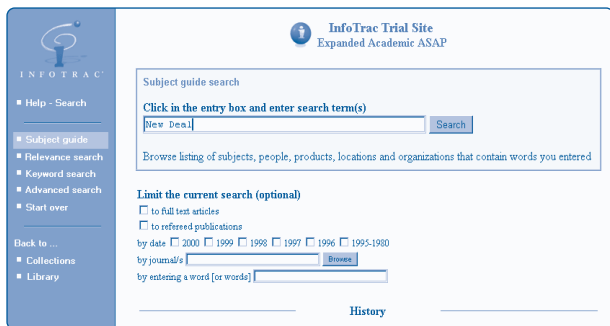 INFOTRAC
Help - Search
Subject guide
Relevance search
Keyword search
Advanced search
Start over
Back to ...
Collections
Library
InfoTrac Trial Site
Expanded Academic ASAP
Subject guide search
Click in the entry box and enter search term(s)
New Deal
Search
Browse listing of subjects, people, products, locations and organizations that contain words you entered
Limit the current search (optional)
to full text articles
to refereed publications
by date 2000 1999 1998 1997 1996 1995-1980
by journal/s Browse
by entering a word [or words]
History